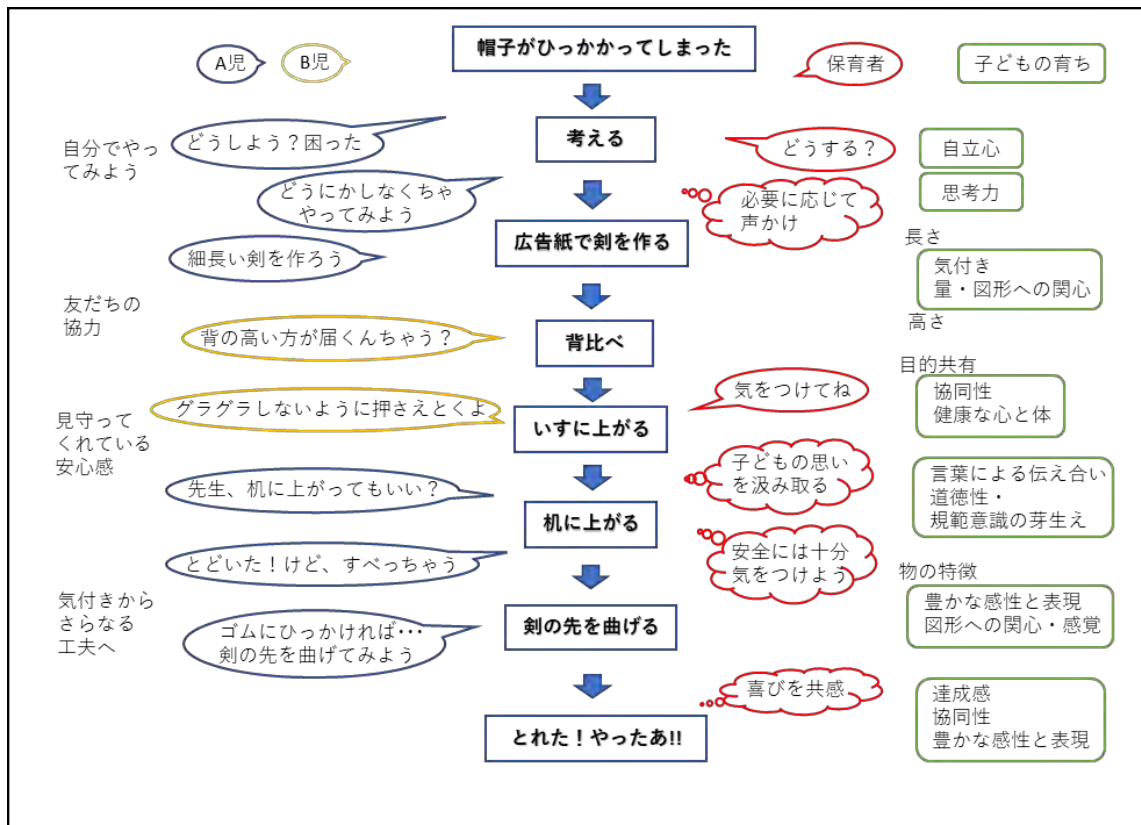 帽子がひっかかってしまった
A児
B児
保育者
子どもの育ち
考える
どうしよう？困った
自分でやっ
てみよう
どうする？
自立心
どうにかしなくちゃ
やってみよう
必要に応じて
声かけ
思考力
広告紙で剣を作る
細長い剣を作ろう
長さ
気付き
量・図形への関心
高さ
友だちの
協力
背の高い方が届くんちゃう？
背比べ
目的共有
協同性
健康な心と体
グラグラしないように押さえとくよ
いすに上がる
気をつけてね
見守って
くれている
安心感
子どもの思い
を汲み取る
先生、机に上がってもいい？
言葉による伝え合い
道徳性・
規範意識の芽生え
机に上がる
とどいた！けど、すべっちゃう
安全には十分
気をつけよう
物の特徴
豊かな感性と表現
図形への関心・感覚
気付きから
さらなる
工夫へ
剣の先を曲げる
ゴムにひっかければ･･･
剣の先を曲げてみよう
喜びを共感
達成感
協同性
豊かな感性と表現
とれた！やったあ!!